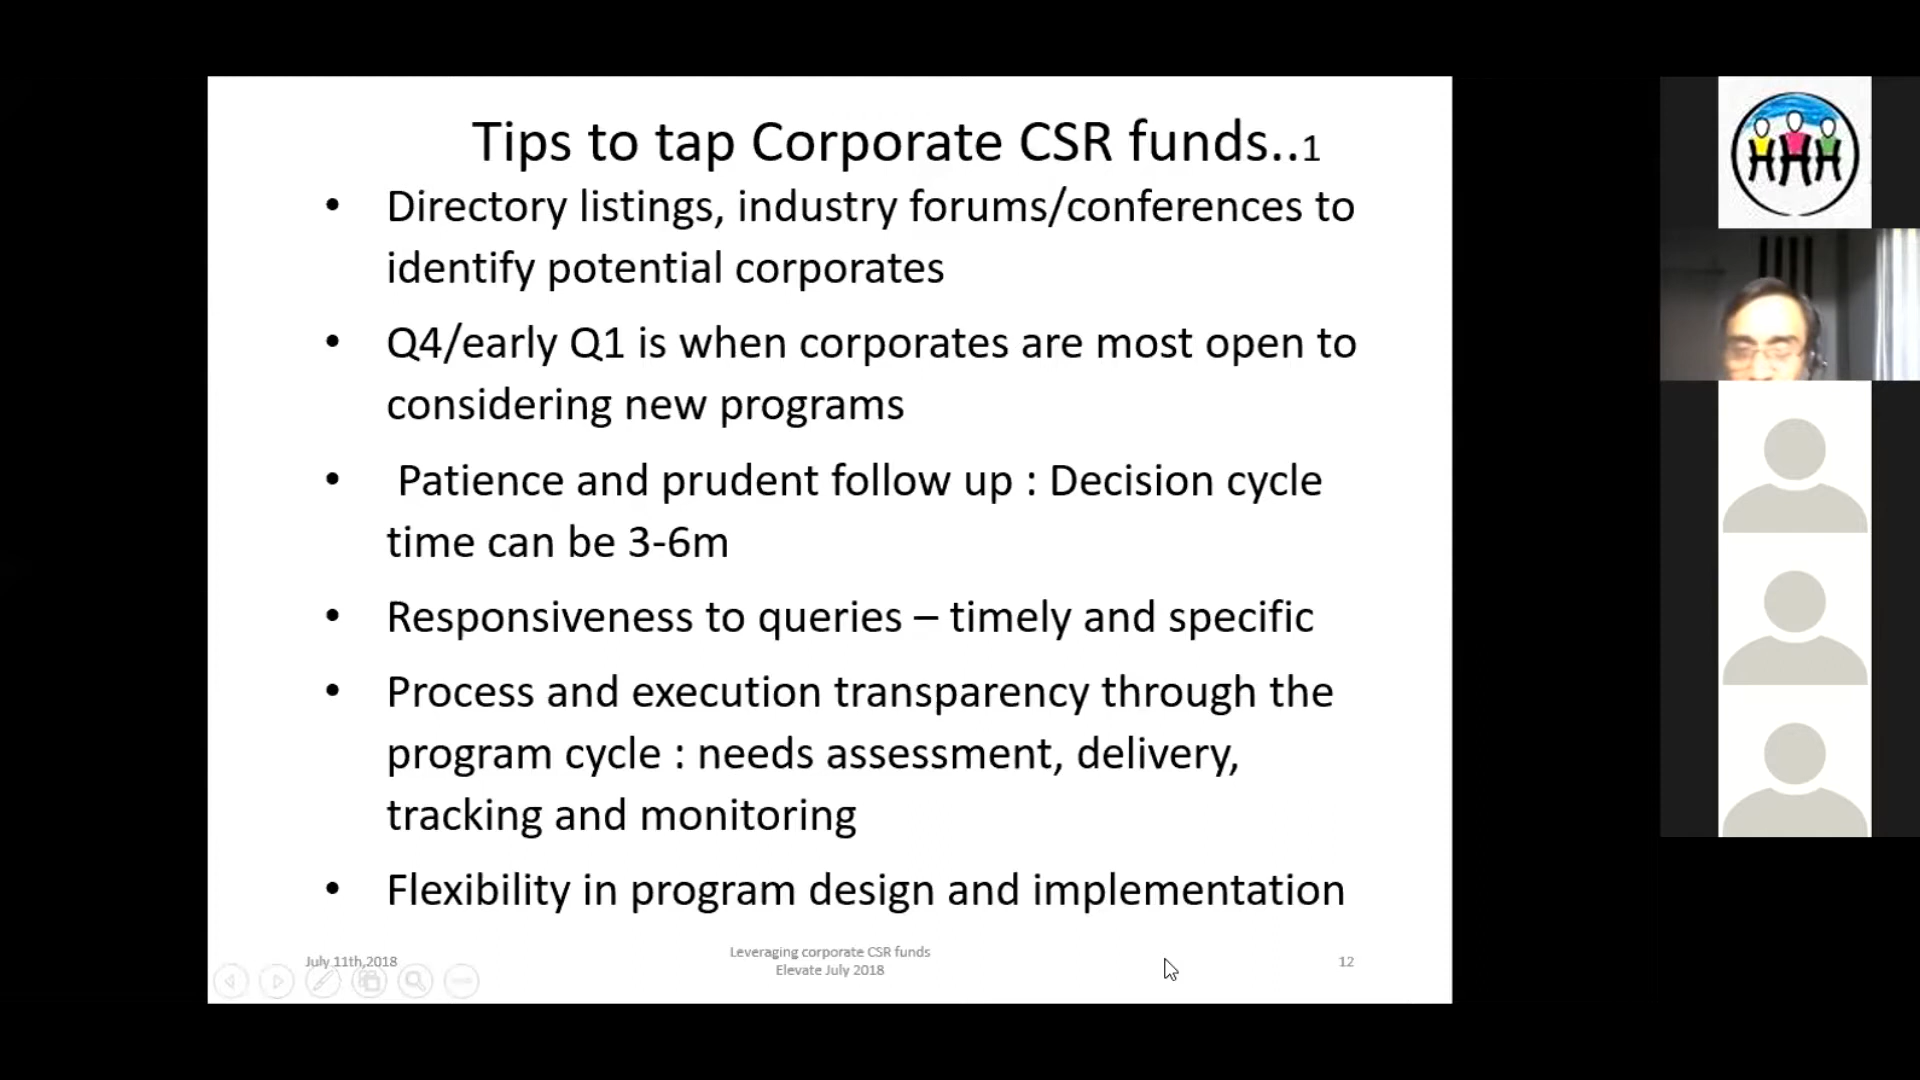 Tips to tap Corporate CSR funds..1
• Directory listings, industry forums/conferences to
identify potential corporates
• Q4/early Q1 is when corporates are most open to
considering new programs
• Patience and prudent follow up : Decision cycle
time can be 3-6m
• Responsiveness to queries – timely and specific
• Process and execution transparency through the
program cycle : needs assessment, delivery,
tracking and monitoring
• Flexibility in program design and implementation
July 11th,2018
Leveraging corporate CSR funds
Elevate July 2018
12